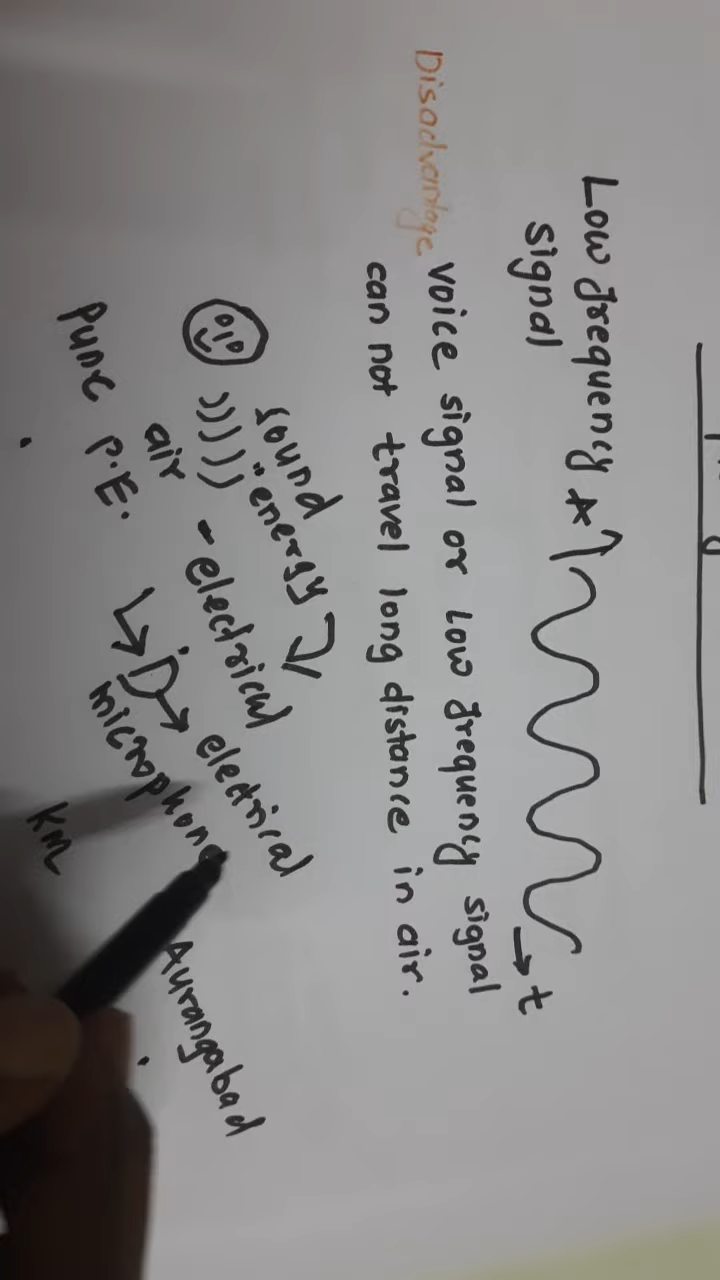 Low frequency A
signal
→ t
Disadvantage
voice signal or Low frequency signal
can not travel long distance in air.
sound
"energy
air - electrical
Pune P.E.
electrical
microphone
Aurangabad
Km